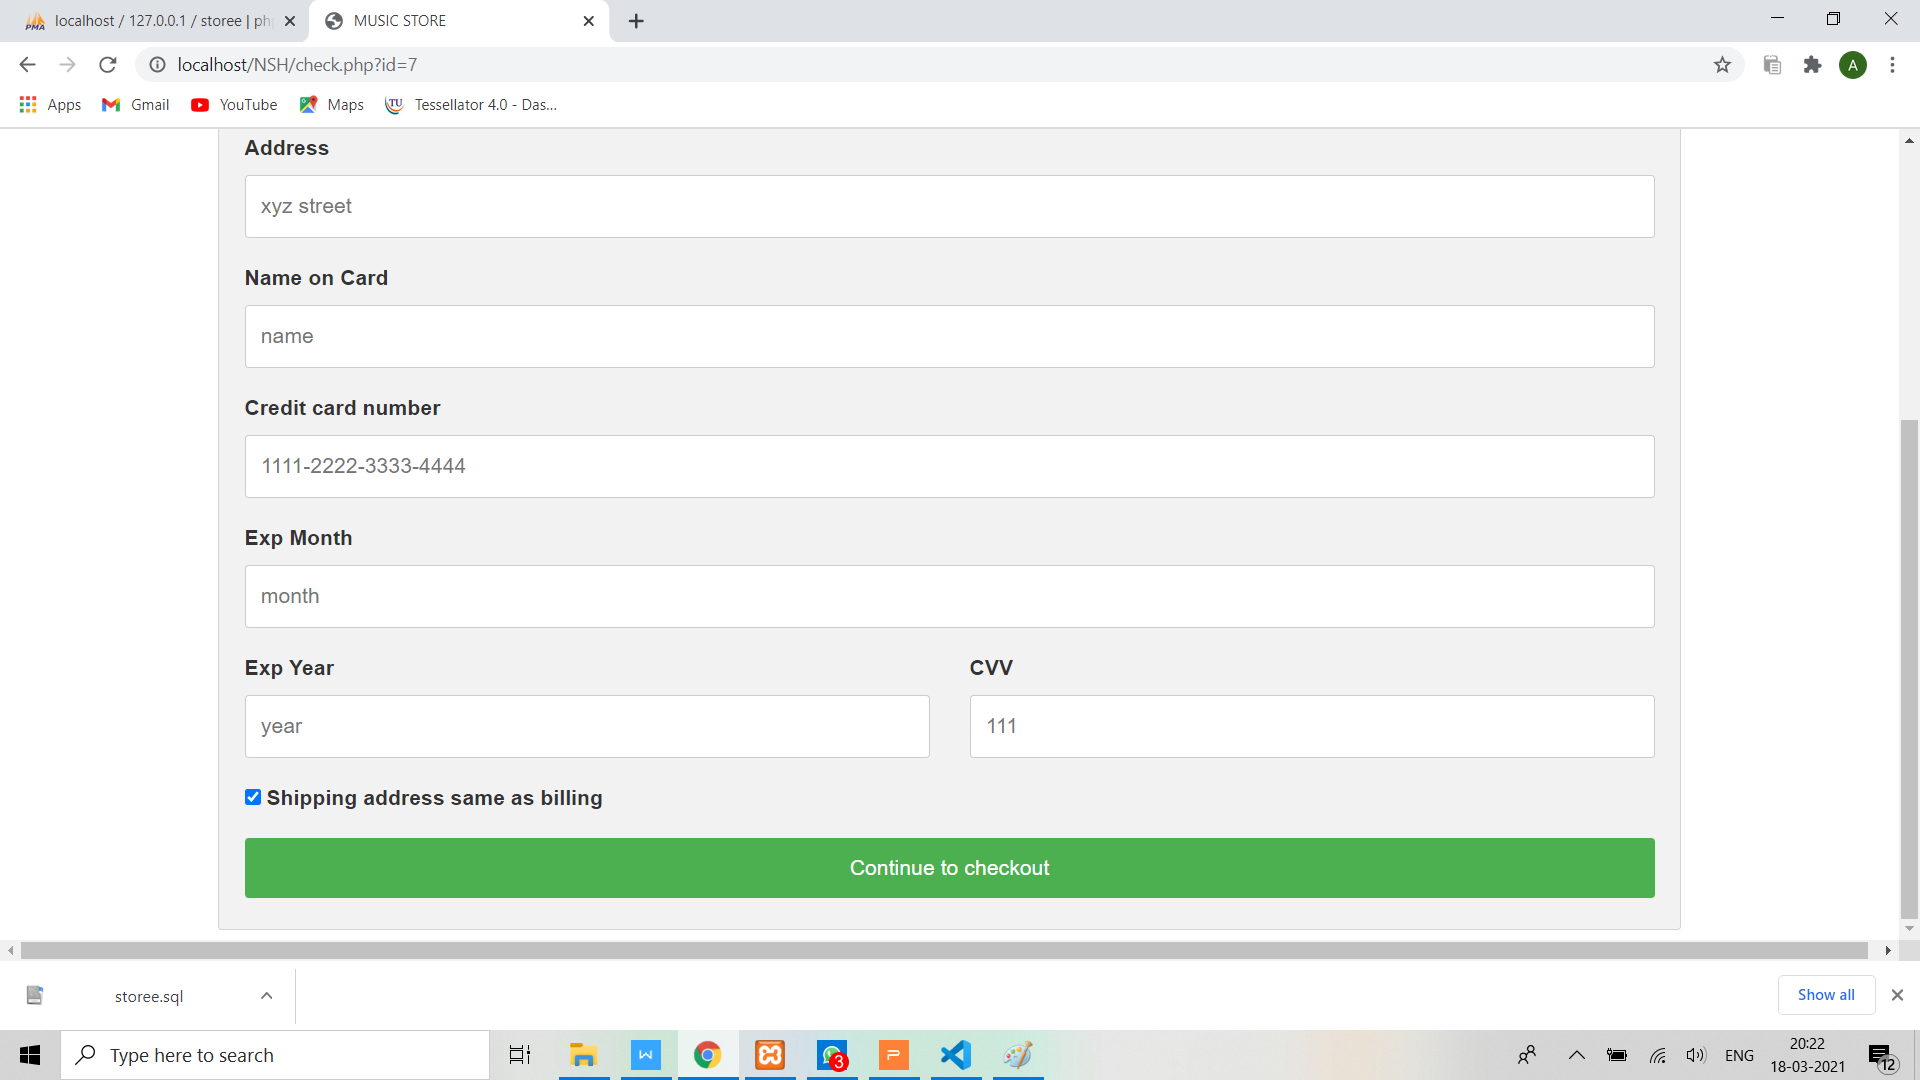 localhost / 127.0.0.1 / storee | ph
MUSIC STORE
localhost/NSH/check.php?id=7
A
Apps
Gmail
YouTube
Maps
TU
Tessellator 4.0 - Das...
Address
xyz street
Name on Card
name
Credit card number
1111-2222-3333-4444
Exp Month
month
Exp Year
CVV
year
111
Shipping address same as billing
Continue to checkout
storee.sql
Show all
Type here to search
W
3
P
ENG
20:22
18-03-2021
12